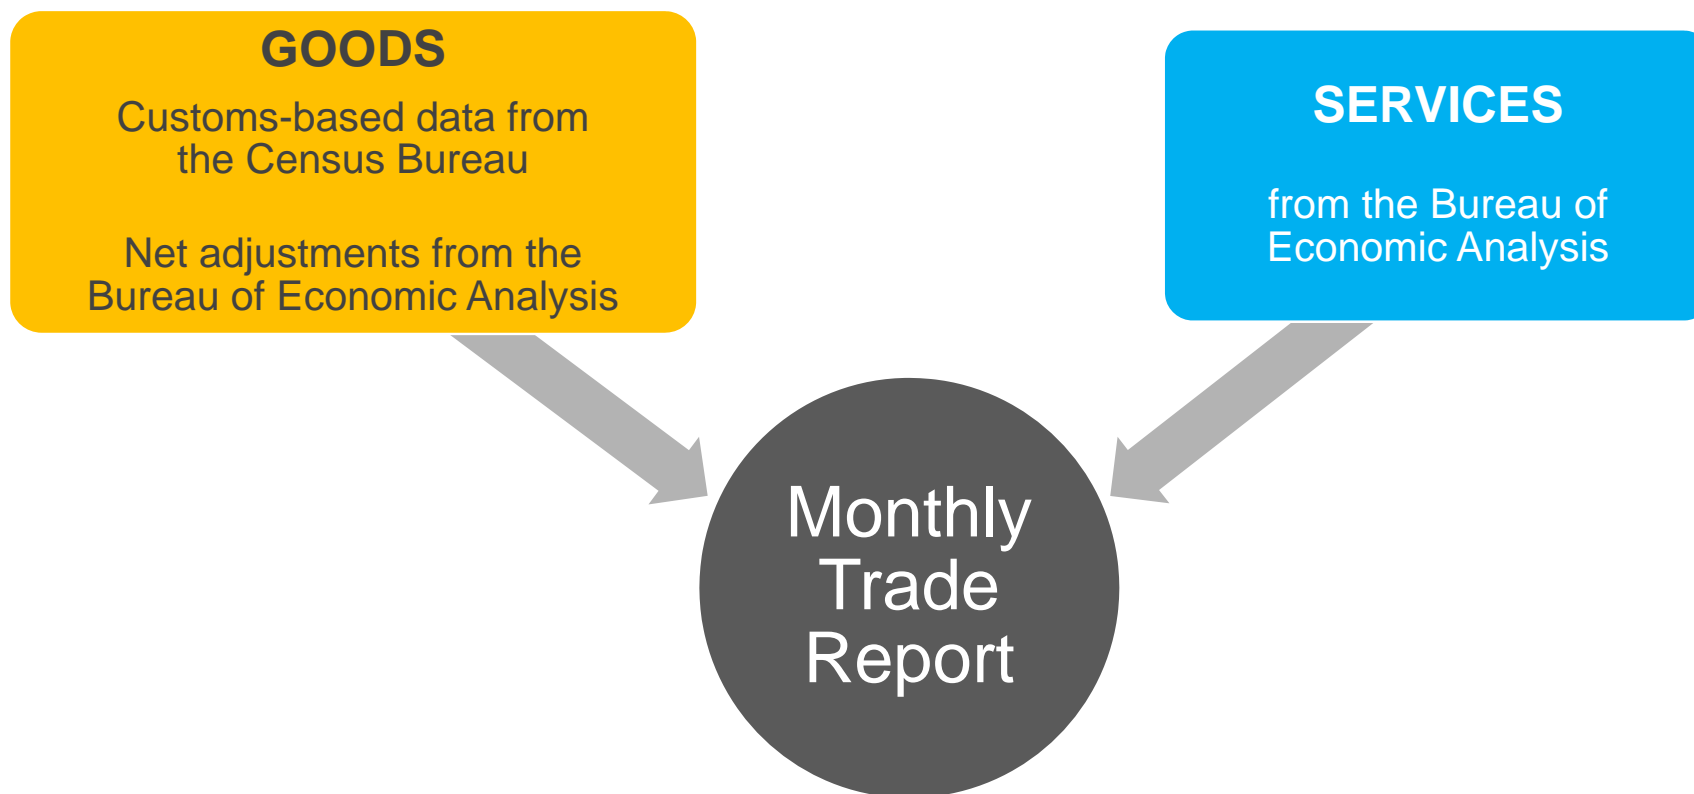 GOODS
Customs-based data from
the Census Bureau
Net adjustments from the
Bureau of Economic Analysis
SERVICES
from the Bureau of
Economic Analysis
Monthly
Trade
Report